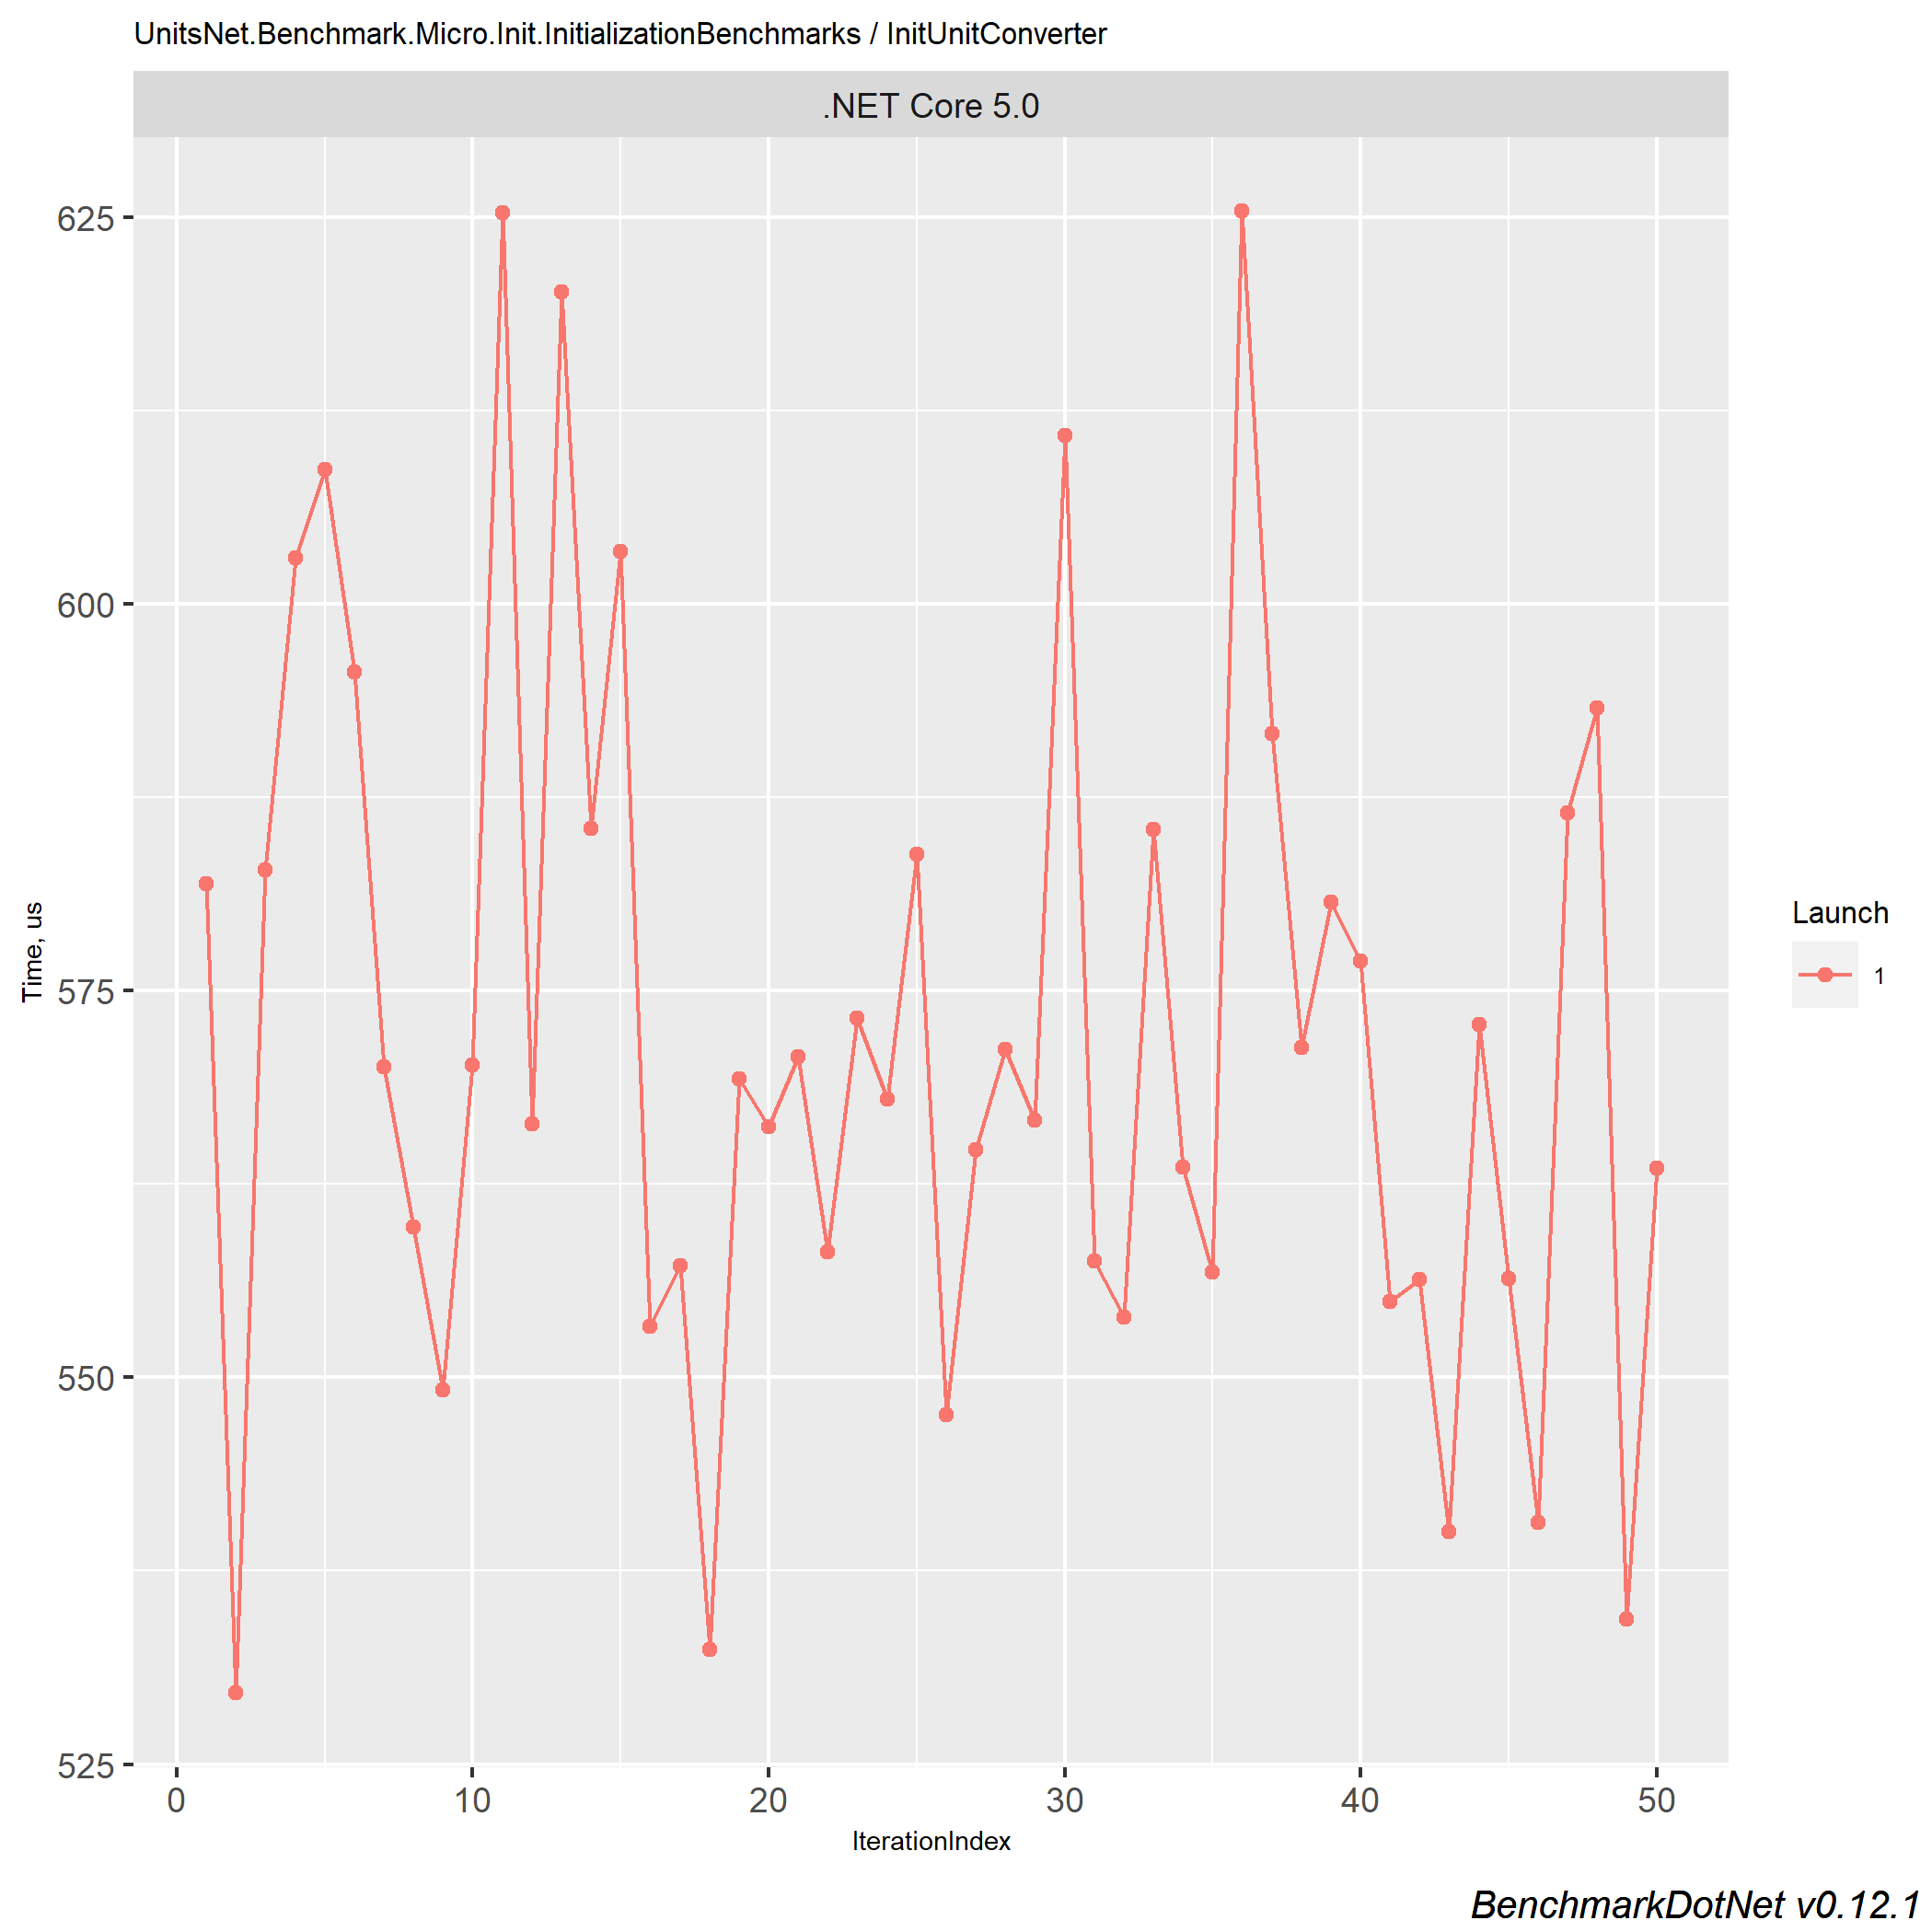 UnitsNet.Benchmark.Micro.Init.InitializationBenchmarks / InitUnitConverter
.NET Core 5.0
625
600
575
550
525
Time, us
0 10 20 30 40 50
IterationIndex
Launch
1
BenchmarkDotNet v0.12.1